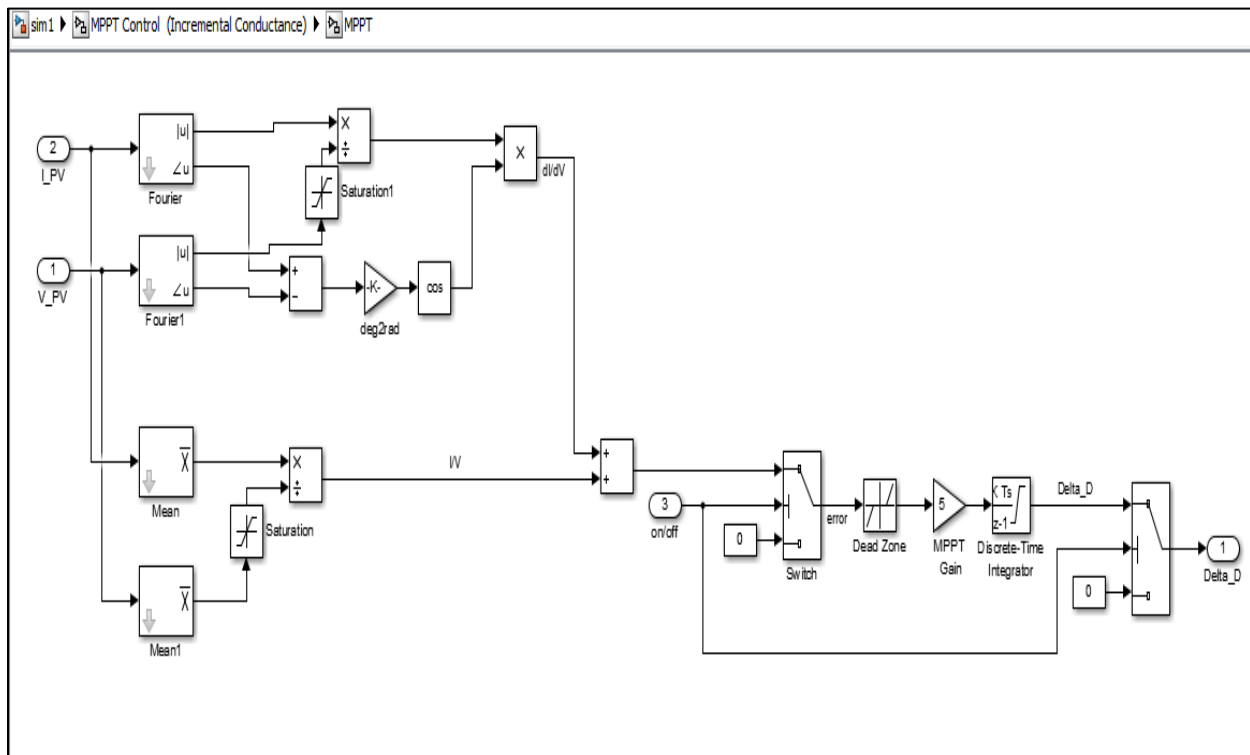 sim1 MPPT Control (Incremental Conductance) MPPT
|u|
∠u
Fourier
2
I_PV
×
÷
Saturation1
×
dI/dV
|u|
∠u
Fourier1
1
V_PV
+
−
-K-
deg2rad
cos
X
Mean
×
÷
I/V
Saturation
X
Mean1
+
+
3
on/off
0
Switch
error
Dead Zone
5
MPPT
Gain
K Ts
z-1
Discrete-Time
Integrator
Delta_D
0
1
Delta_D